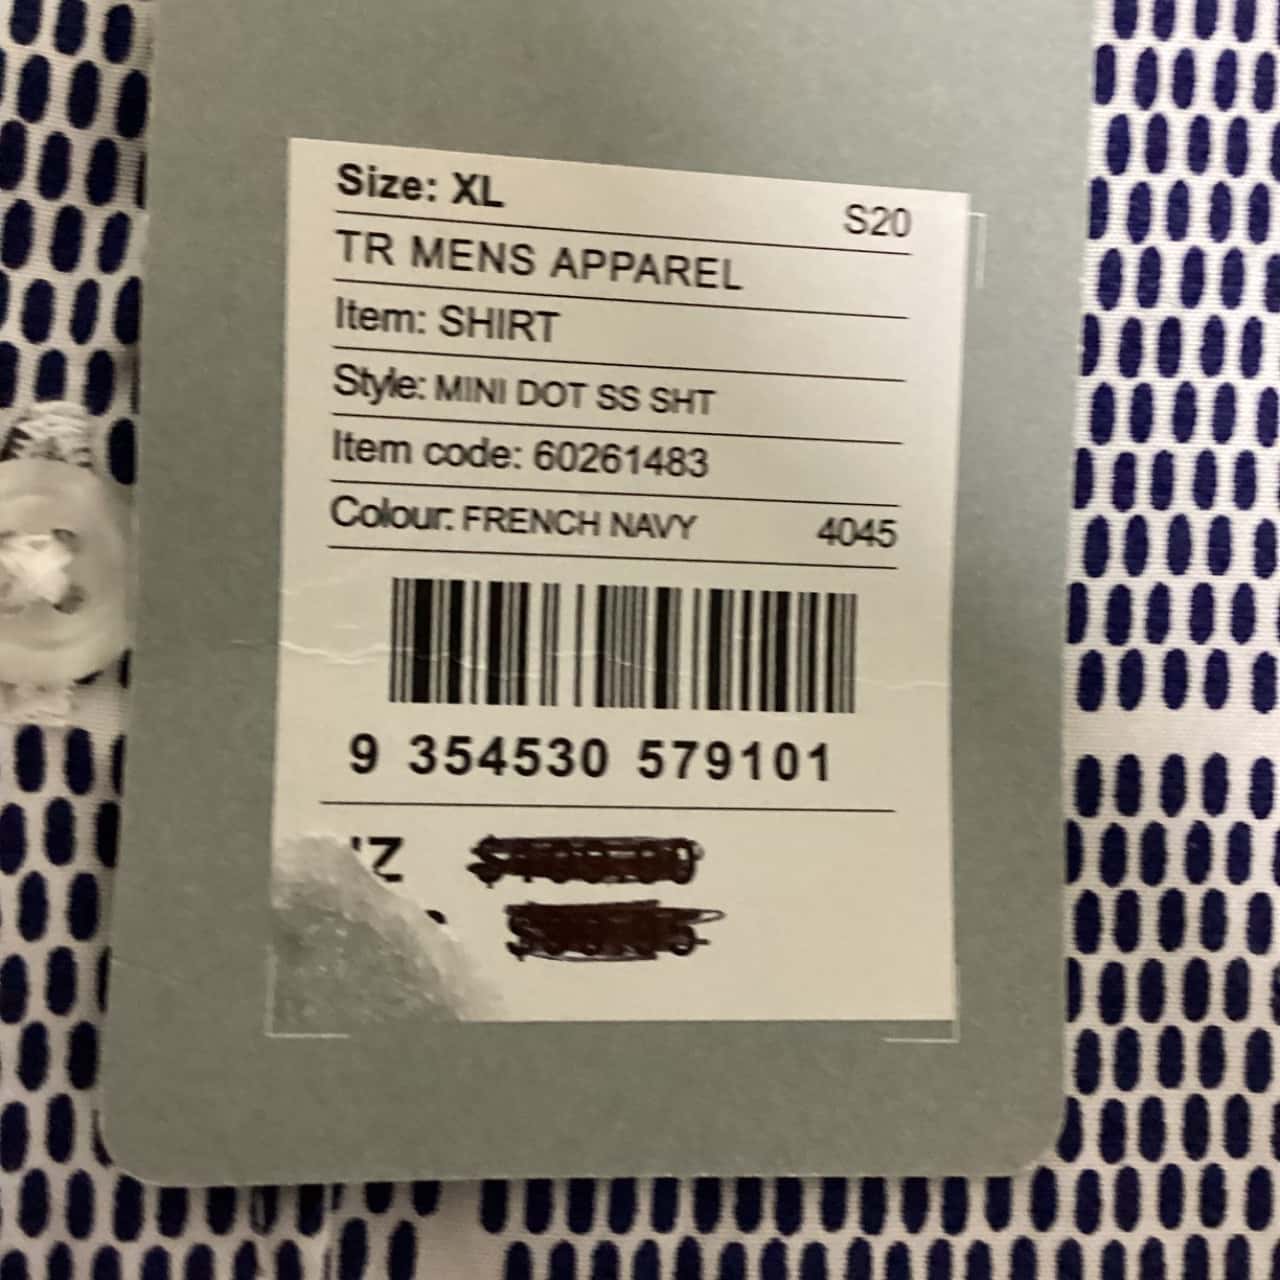 Size: XL S20
TR MENS APPAREL
Item: SHIRT
Style: MINI DOT SS SHT
Item code: 60261483
Colour: FRENCH NAVY 4045
9 354530 579101